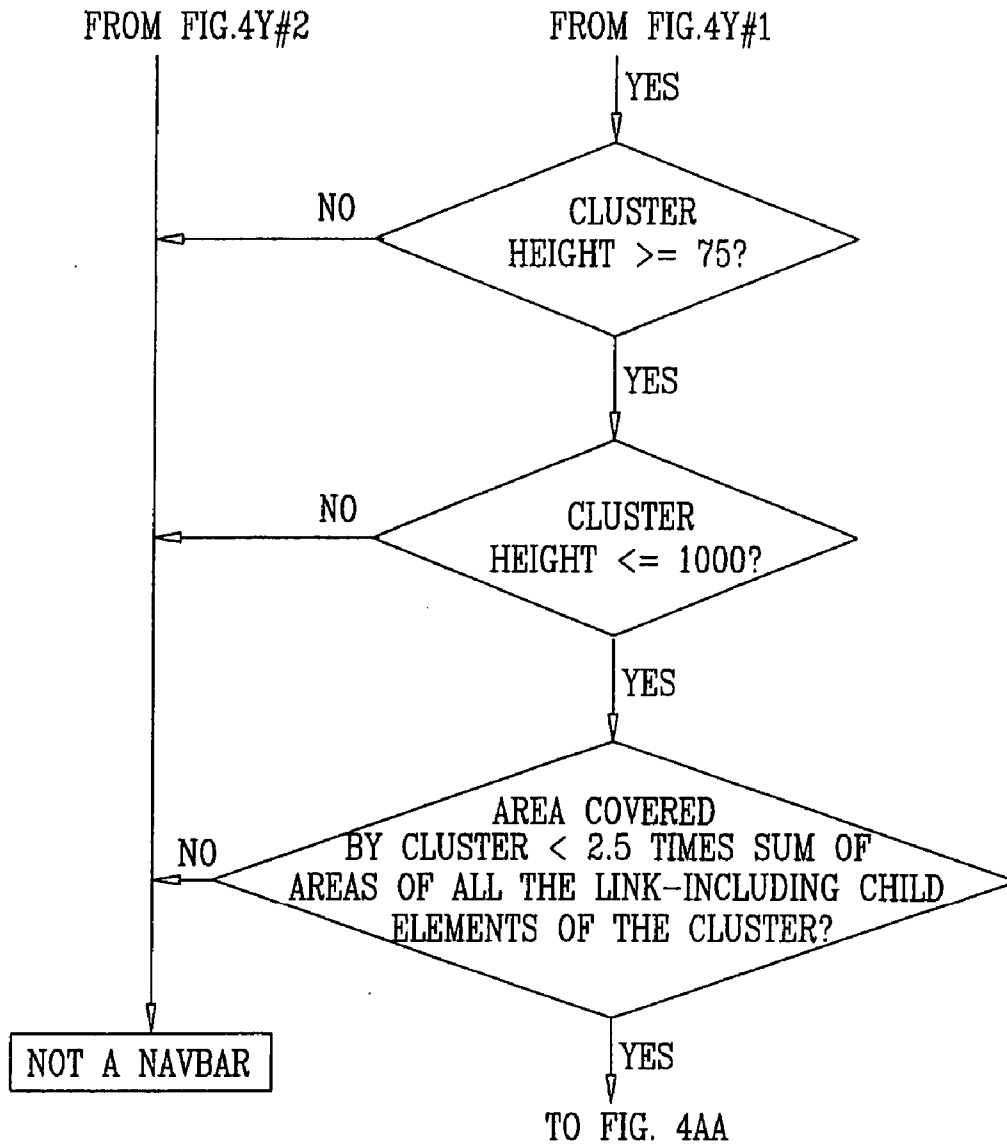 FROM FIG.4Y#2
FROM FIG.4Y#1
YES
NO
CLUSTER
HEIGHT >= 75?
YES
NO
CLUSTER
HEIGHT <= 1000?
YES
NO
AREA COVERED
BY CLUSTER < 2.5 TIMES SUM OF
AREAS OF ALL THE LINK-INCLUDING CHILD
ELEMENTS OF THE CLUSTER?
NOT A NAVBAR
YES
TO FIG. 4AA